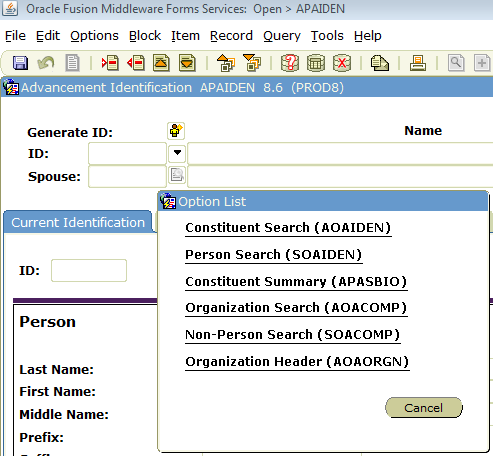 Oracle Fusion Middleware Forms Services: Open > APAIDEN
File Edit Options Block Item Record Query Tools Help
Advancement Identification APAIDEN 8.6 (PROD8)
Generate ID:
Name
ID:
Spouse:
Option List
Constituent Search (AOAIDEN)
Person Search (SOAIDEN)
Constituent Summary (APASBIO)
Organization Search (AOACOMP)
Non-Person Search (SOACOMP)
Organization Header (AOAORGN)
Cancel
Current Identification
ID:
Person
Last Name:
First Name:
Middle Name:
Prefix: